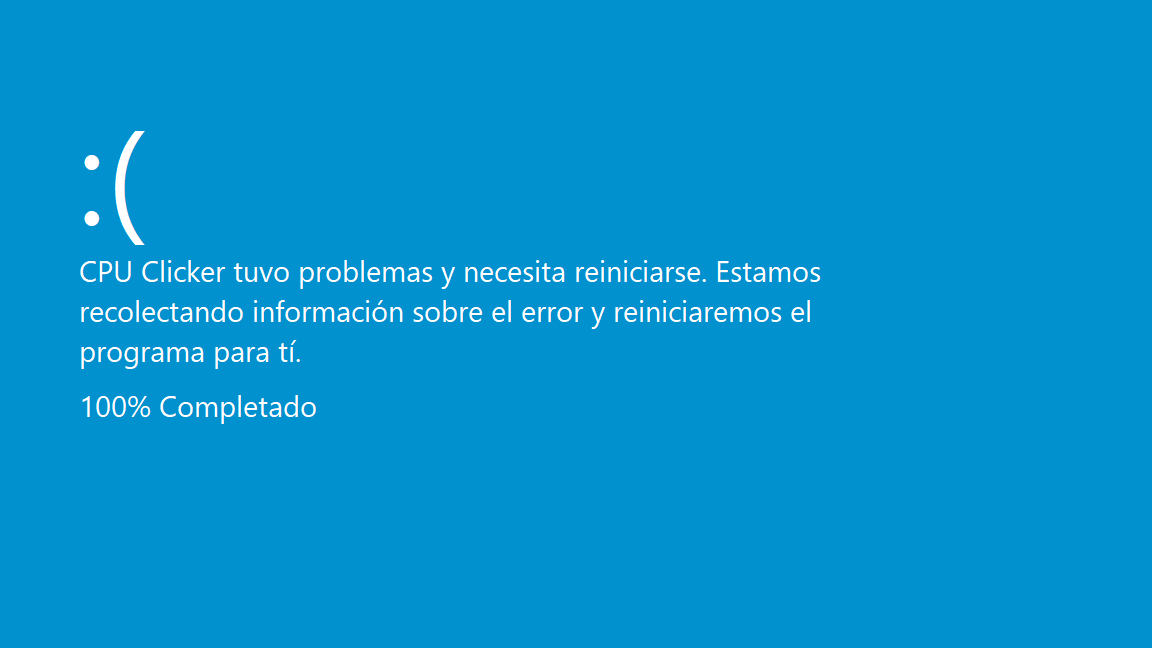 :(
CPU Clicker tuvo problemas y necesita reiniciarse. Estamos
recolectando información sobre el error y reiniciaremos el
programa para tí.
100% Completado